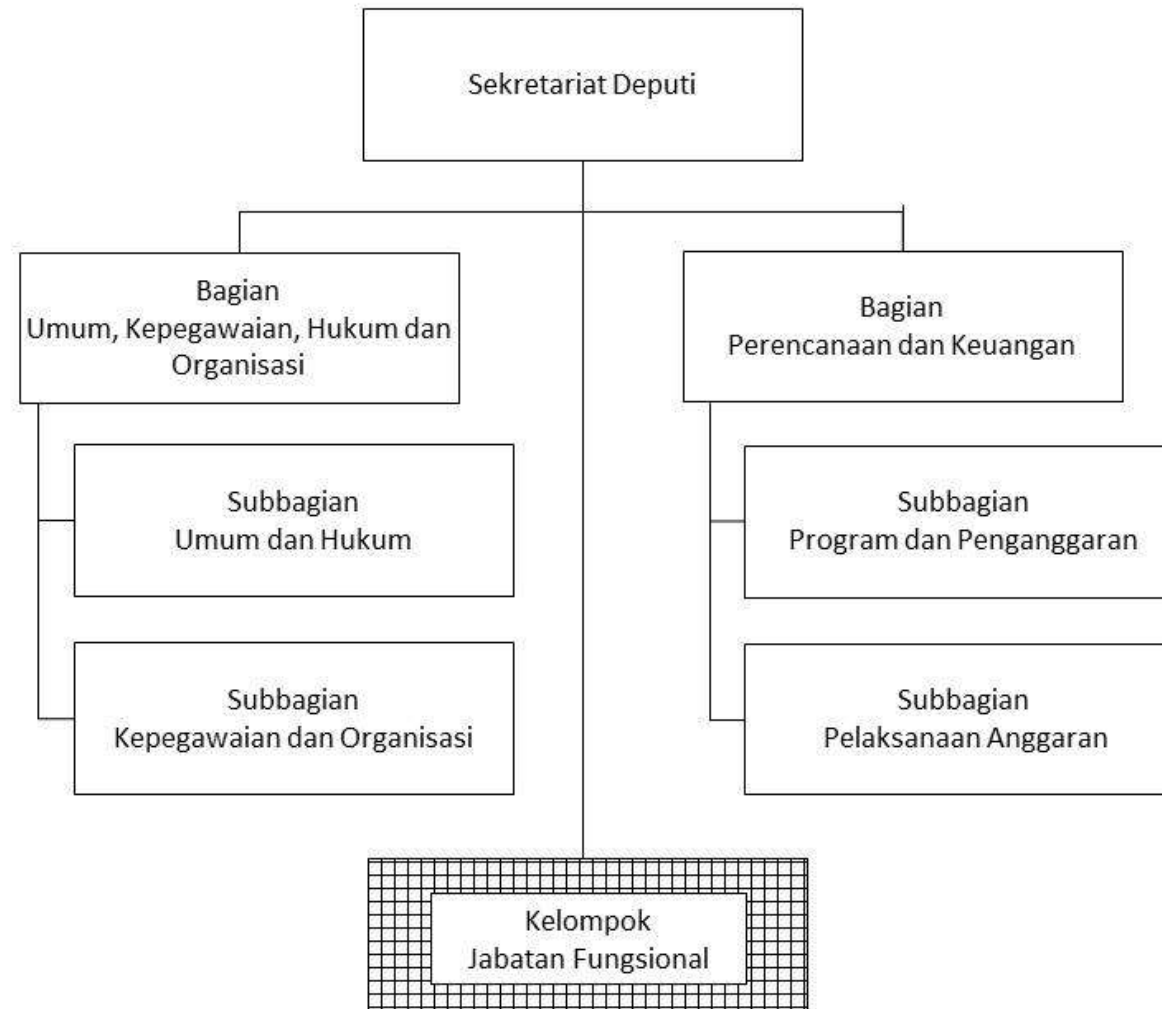 Sekretariat Deputi
Bagian
Umum, Kepegawaian, Hukum dan
Organisasi
Subbagian
Umum dan Hukum
Subbagian
Kepegawaian dan Organisasi
Bagian
Perencanaan dan Keuangan
Subbagian
Program dan Penganggaran
Subbagian
Pelaksanaan Anggaran
Kelompok
Jabatan Fungsional